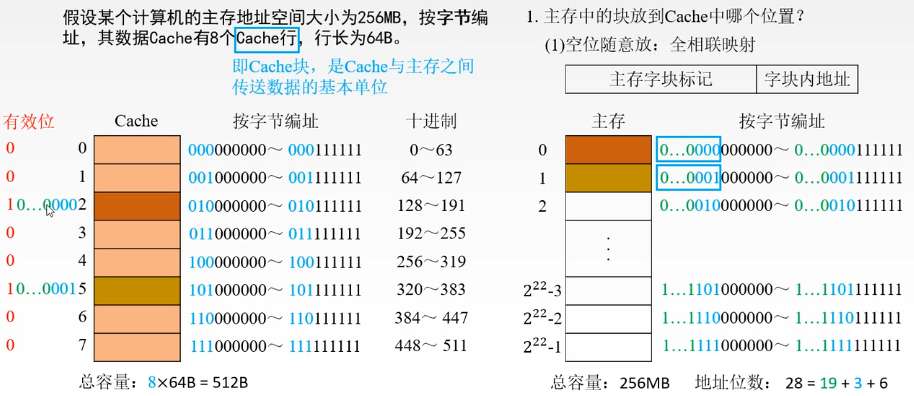 假设某个计算机的主存地址空间大小为256MB，按字节编
址，其数据Cache有8个Cache行，行长为64B。
即Cache块，是Cache与主存之间
传送数据的基本单位
有效位 Cache 按字节编址 十进制
0 0 000000000～000111111 0～63
0 1 001000000～001111111 64～127
1 0…0000 2 010000000～010111111 128～191
0 3 011000000～011111111 192～255
0 4 100000000～100111111 256～319
1 0…0001 5 101000000～101111111 320～383
0 6 110000000～110111111 384～447
0 7 111000000～111111111 448～511
总容量：8×64B = 512B
1. 主存中的块放到Cache中哪个位置？
(1)空位随意放：全相联映射
主存字块标记 字块内地址
主存 按字节编址
0 0…0000000000～0…0000111111
1 0…0001000000～0…0001111111
2 0…0010000000～0…0010111111
⋮
2²²-3 1…1101000000～1…1101111111
2²²-2 1…1110000000～1…1110111111
2²²-1 1…1111000000～1…1111111111
总容量：256MB 地址位数： 28 = 19 + 3 + 6